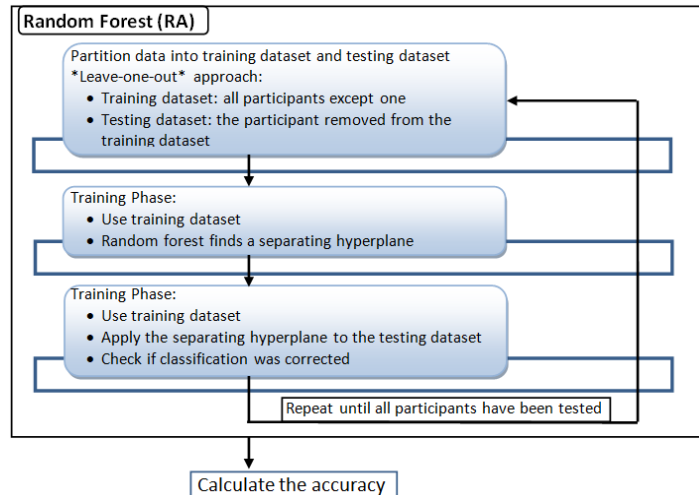 Random Forest (RA)
Partition data into training dataset and testing dataset
*Leave-one-out* approach:
• Training dataset: all participants except one
• Testing dataset: the participant removed from the
training dataset
Training Phase:
• Use training dataset
• Random forest finds a separating hyperplane
Training Phase:
• Use training dataset
• Apply the separating hyperplane to the testing dataset
• Check if classification was corrected
Repeat until all participants have been tested
Calculate the accuracy